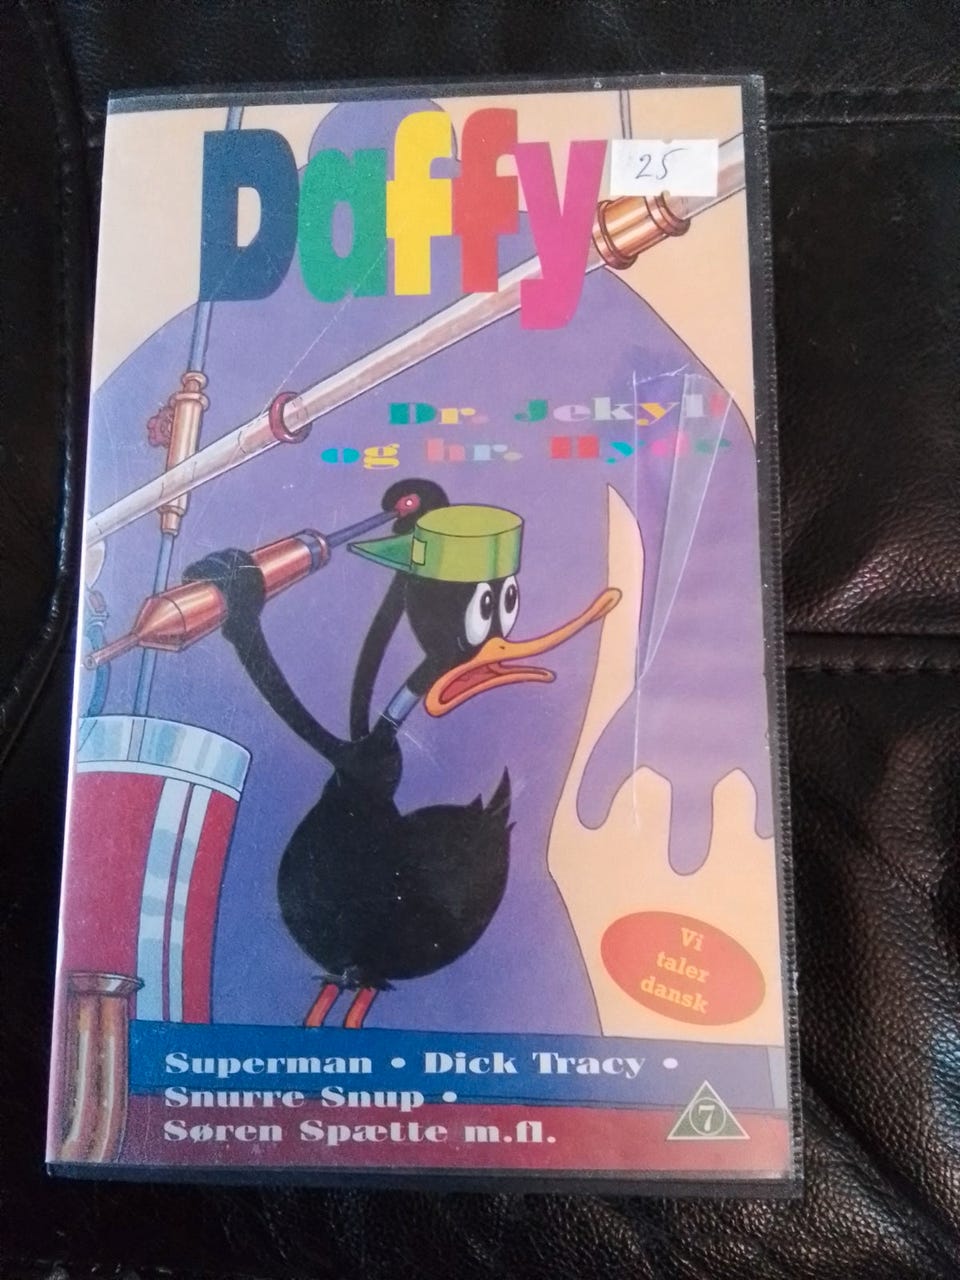 Daffy
25
Dr. Jekyll
og hr. Hyde
Vi
taler
dansk
Superman • Dick Tracy •
Snurre Snup •
Søren Spætte m.fl.
7